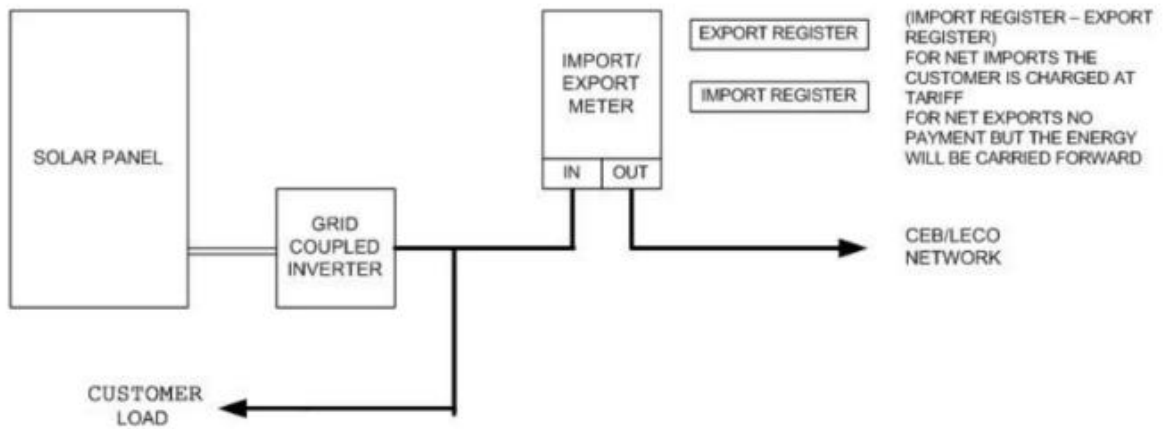 SOLAR PANEL
GRID
COUPLED
INVERTER
CUSTOMER
LOAD
IMPORT/
EXPORT
METER
IN OUT
EXPORT REGISTER
IMPORT REGISTER
(IMPORT REGISTER – EXPORT
REGISTER)
FOR NET IMPORTS THE
CUSTOMER IS CHARGED AT
TARIFF
FOR NET EXPORTS NO
PAYMENT BUT THE ENERGY
WILL BE CARRIED FORWARD
CEB/LECO
NETWORK